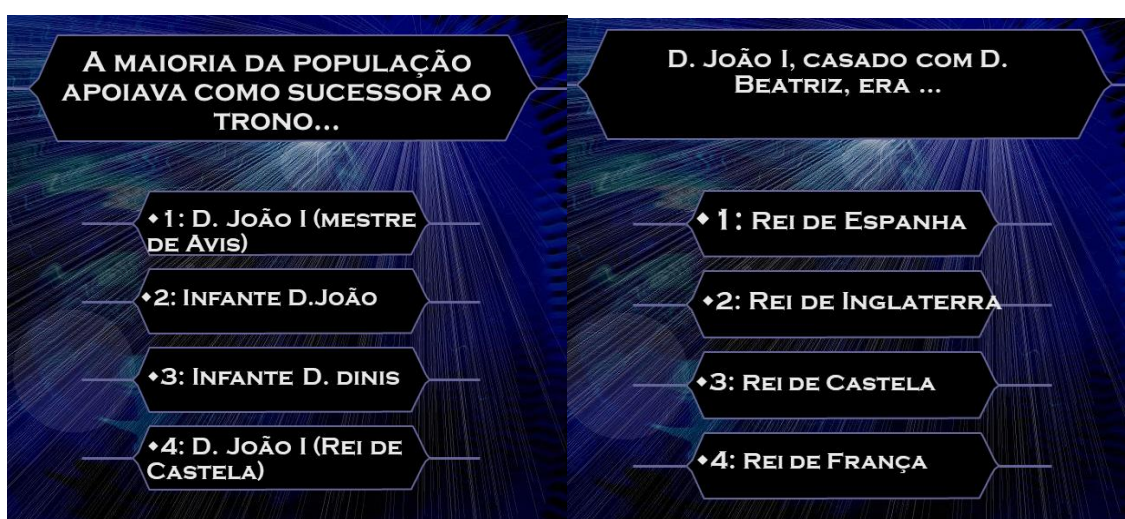 A MAIORIA DA POPULAÇÃO
APOIAVA COMO SUCESSOR AO
TRONO...
◆1: D. JOÃO I (MESTRE
DE AVIS)
◆2: INFANTE D.JOÃO
◆3: INFANTE D. DINIS
◆4: D. JOÃO I (REI DE
CASTELA)
D. JOÃO I, CASADO COM D.
BEATRIZ, ERA ...
◆ 1: REI DE ESPANHA
◆2: REI DE INGLATERRA
◆3: REI DE CASTELA
◆4: REI DE FRANÇA